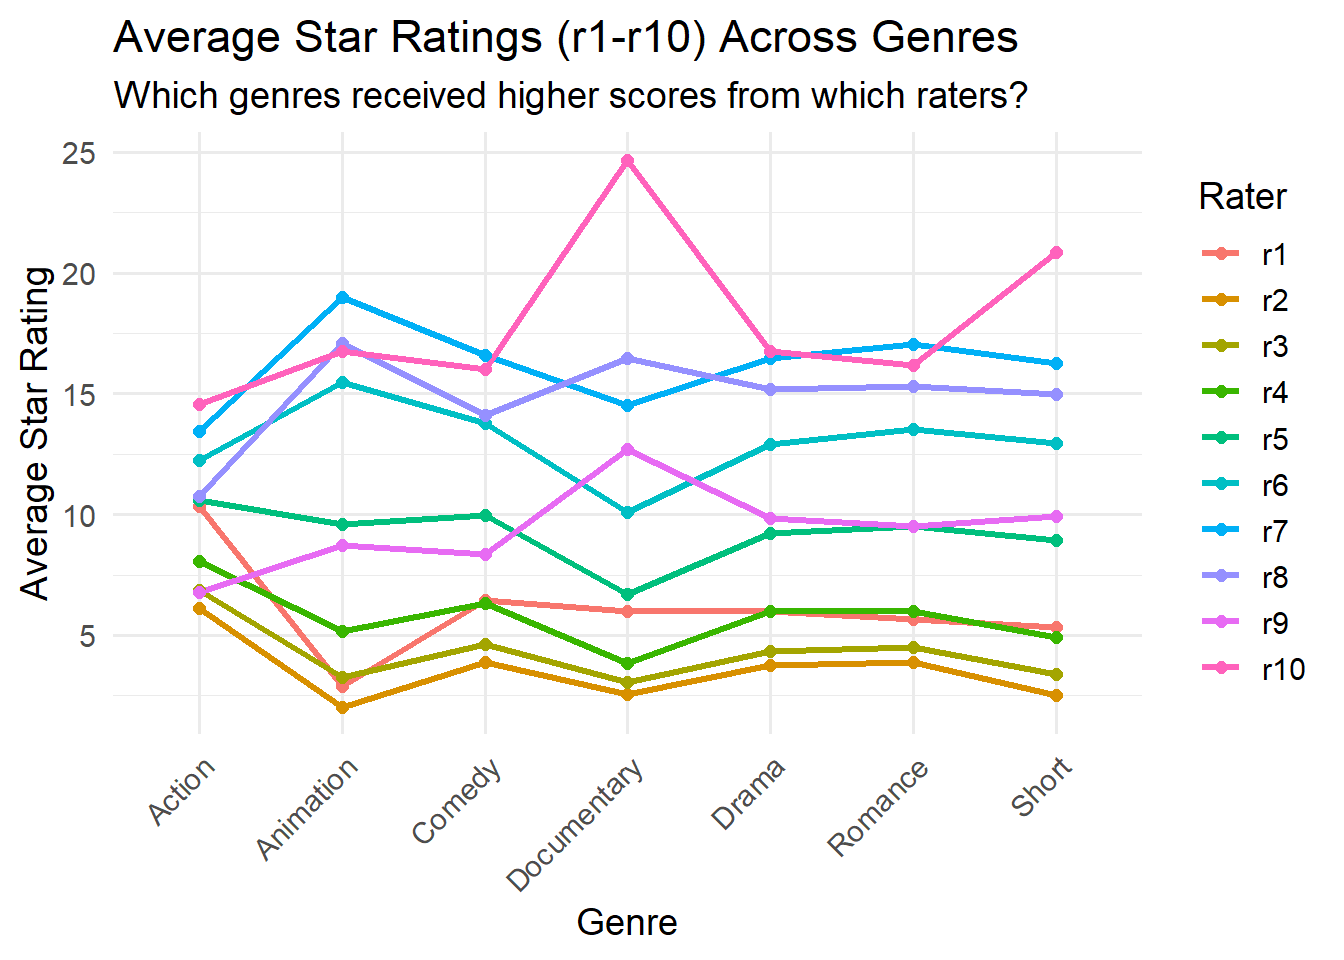 Average Star Ratings (r1-r10) Across Genres
Which genres received higher scores from which raters?
25
20
15
10
5
Average Star Rating
Action
Animation
Comedy
Documentary
Drama
Romance
Short
Genre
Rater
r1
r2
r3
r4
r5
r6
r7
r8
r9
r10